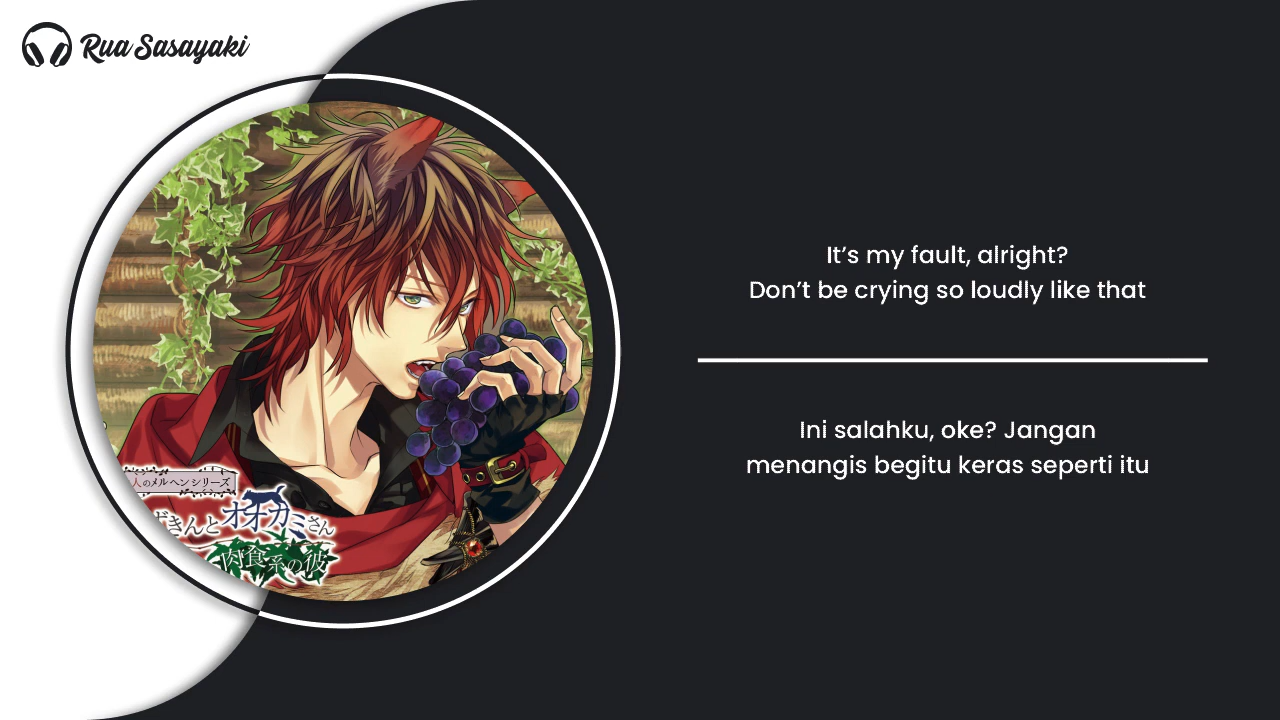 Rua Sasayaki
It's my fault, alright?
Don't be crying so loudly like that
Ini salahku, oke? Jangan
menangis begitu keras seperti itu
人のメルヘンシリーズ
ずきんとオオカミさん
肉食系の彼